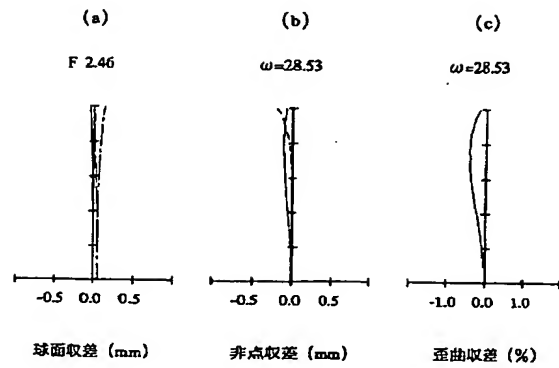 (a) (b) (c)
F 2.46 ω=28.53 ω=28.53
-0.5 0.0 0.5 -0.5 0.0 0.5 -1.0 0.0 1.0
球面収差 (mm) 非点収差 (mm) 歪曲収差 (%)